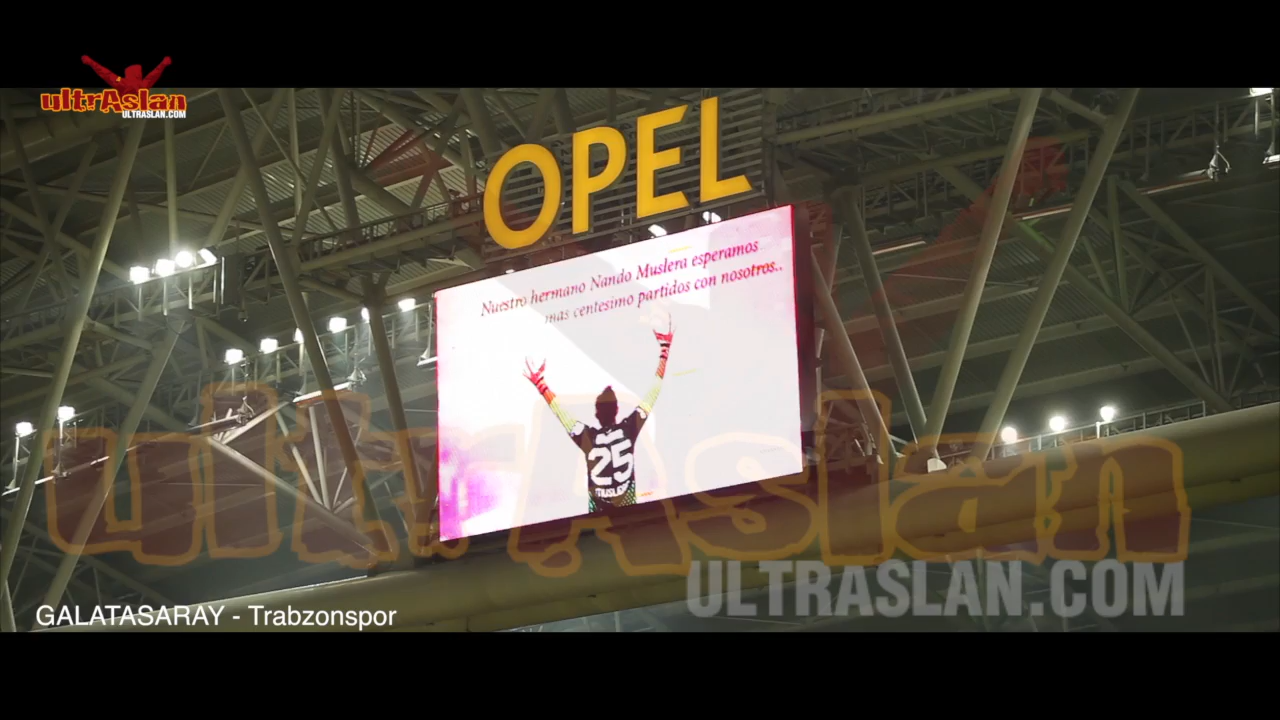 ultrAslan
ULTRASLAN.COM
OPEL
Nuestro hermano Nando Muslera esperamos
mas centesimo partidos con nosotros..
25
MUSLERA
ultrAslan
ULTRASLAN.COM
GALATASARAY - Trabzonspor